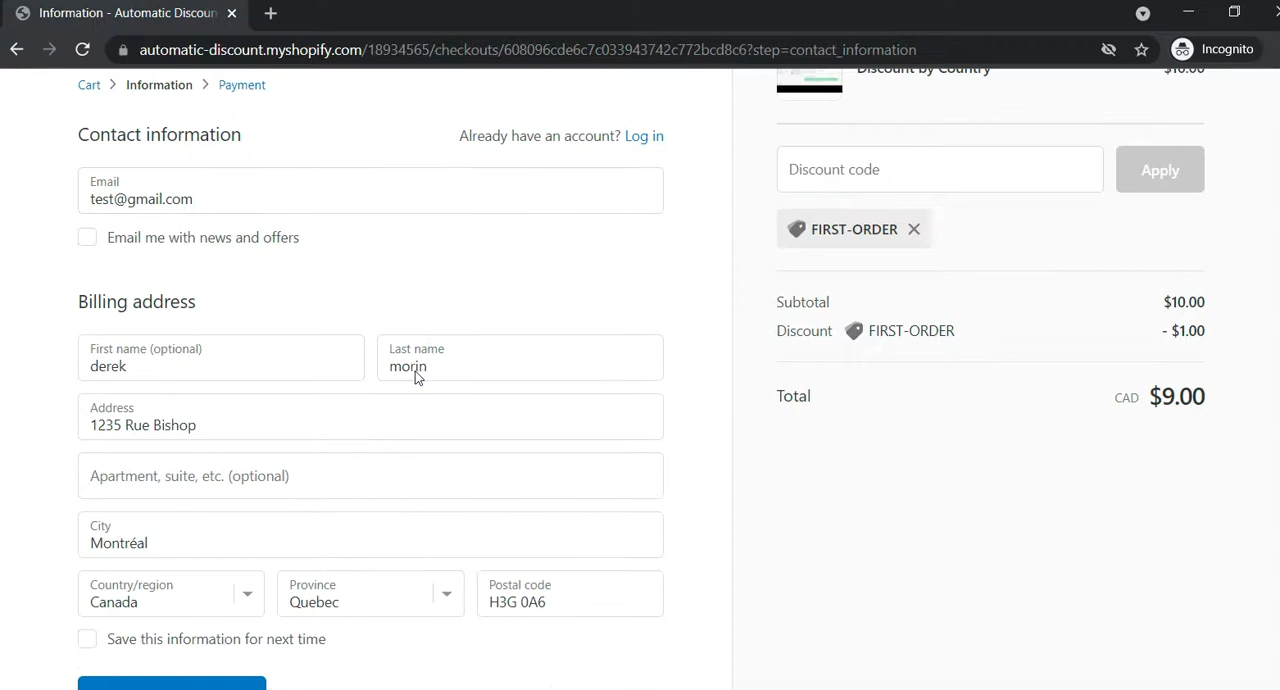 Information - Automatic Discoun
automatic-discount.myshopify.com/18934565/checkouts/608096cde6c7c033943742c772bcd8c6?step=contact_information
Incognito
Cart > Information > Payment
Contact information
Already have an account? Log in
Email
test@gmail.com
Email me with news and offers
Billing address
First name (optional)
derek
Last name
morin
Address
1235 Rue Bishop
Apartment, suite, etc. (optional)
City
Montréal
Country/region
Canada
Province
Quebec
Postal code
H3G 0A6
Save this information for next time
Discount by Country $10.00
Discount code
Apply
FIRST-ORDER
Subtotal $10.00
Discount FIRST-ORDER - $1.00
Total CAD $9.00